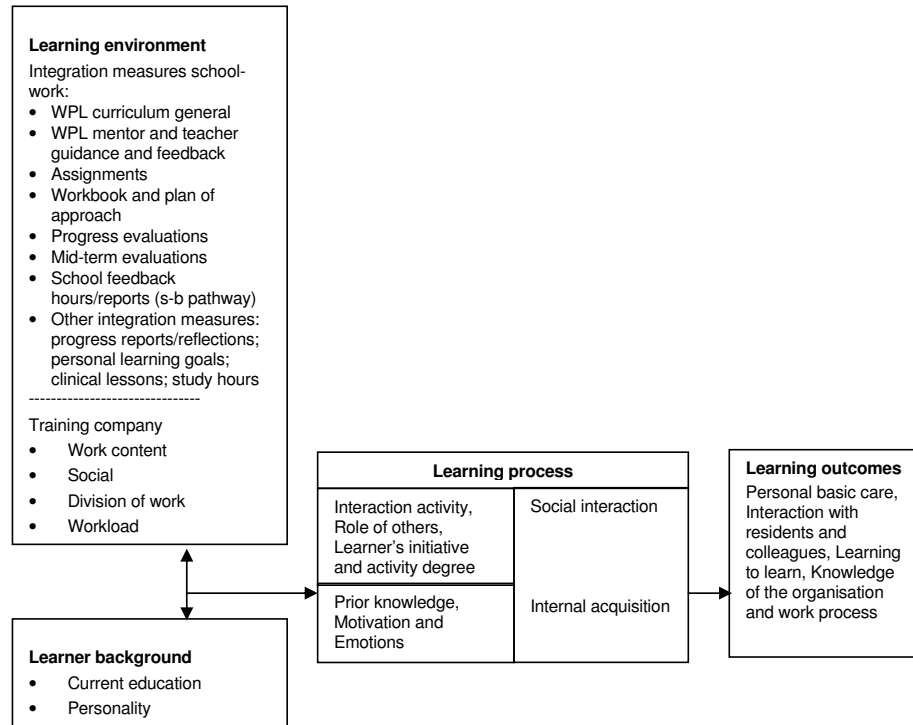 Learning environment
Integration measures school-
work:
• WPL curriculum general
• WPL mentor and teacher
guidance and feedback
• Assignments
• Workbook and plan of
approach
• Progress evaluations
• Mid-term evaluations
• School feedback
hours/reports (s-b pathway)
• Other integration measures:
progress reports/reflections;
personal learning goals;
clinical lessons; study hours
-------------------------------
Training company
• Work content
• Social
• Division of work
• Workload
Learner background
• Current education
• Personality
Learning process
Interaction activity,
Role of others,
Learner's initiative
and activity degree
Social interaction
Prior knowledge,
Motivation and
Emotions
Internal acquisition
Learning outcomes
Personal basic care,
Interaction with
residents and
colleagues, Learning
to learn, Knowledge
of the organisation
and work process